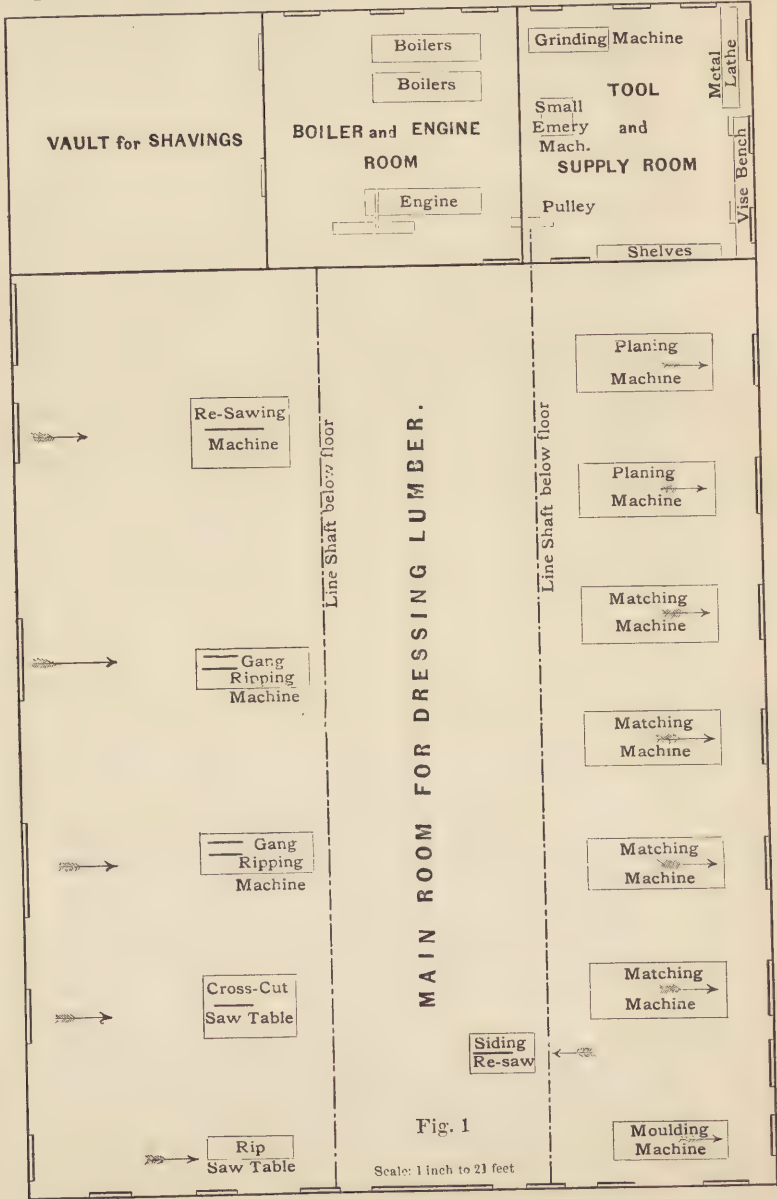 VAULT for SHAVINGS
Boilers
Boilers
BOILER and ENGINE
ROOM
Engine
Grinding Machine
Metal
Lathe
TOOL
and
SUPPLY ROOM
Small
Emery
Mach.
Vise Bench
Pulley
Shelves
Re-Sawing
Machine
Gang
Ripping
Machine
Gang
Ripping
Machine
Cross-Cut
Saw Table
Rip
Saw Table
Line Shaft below floor
MAIN ROOM FOR DRESSING LUMBER.
Line Shaft below floor
Planing
Machine
Planing
Machine
Matching
Machine
Matching
Machine
Matching
Machine
Matching
Machine
Siding
Re-saw
Moulding
Machine
Fig. 1
Scale: 1 inch to 21 feet